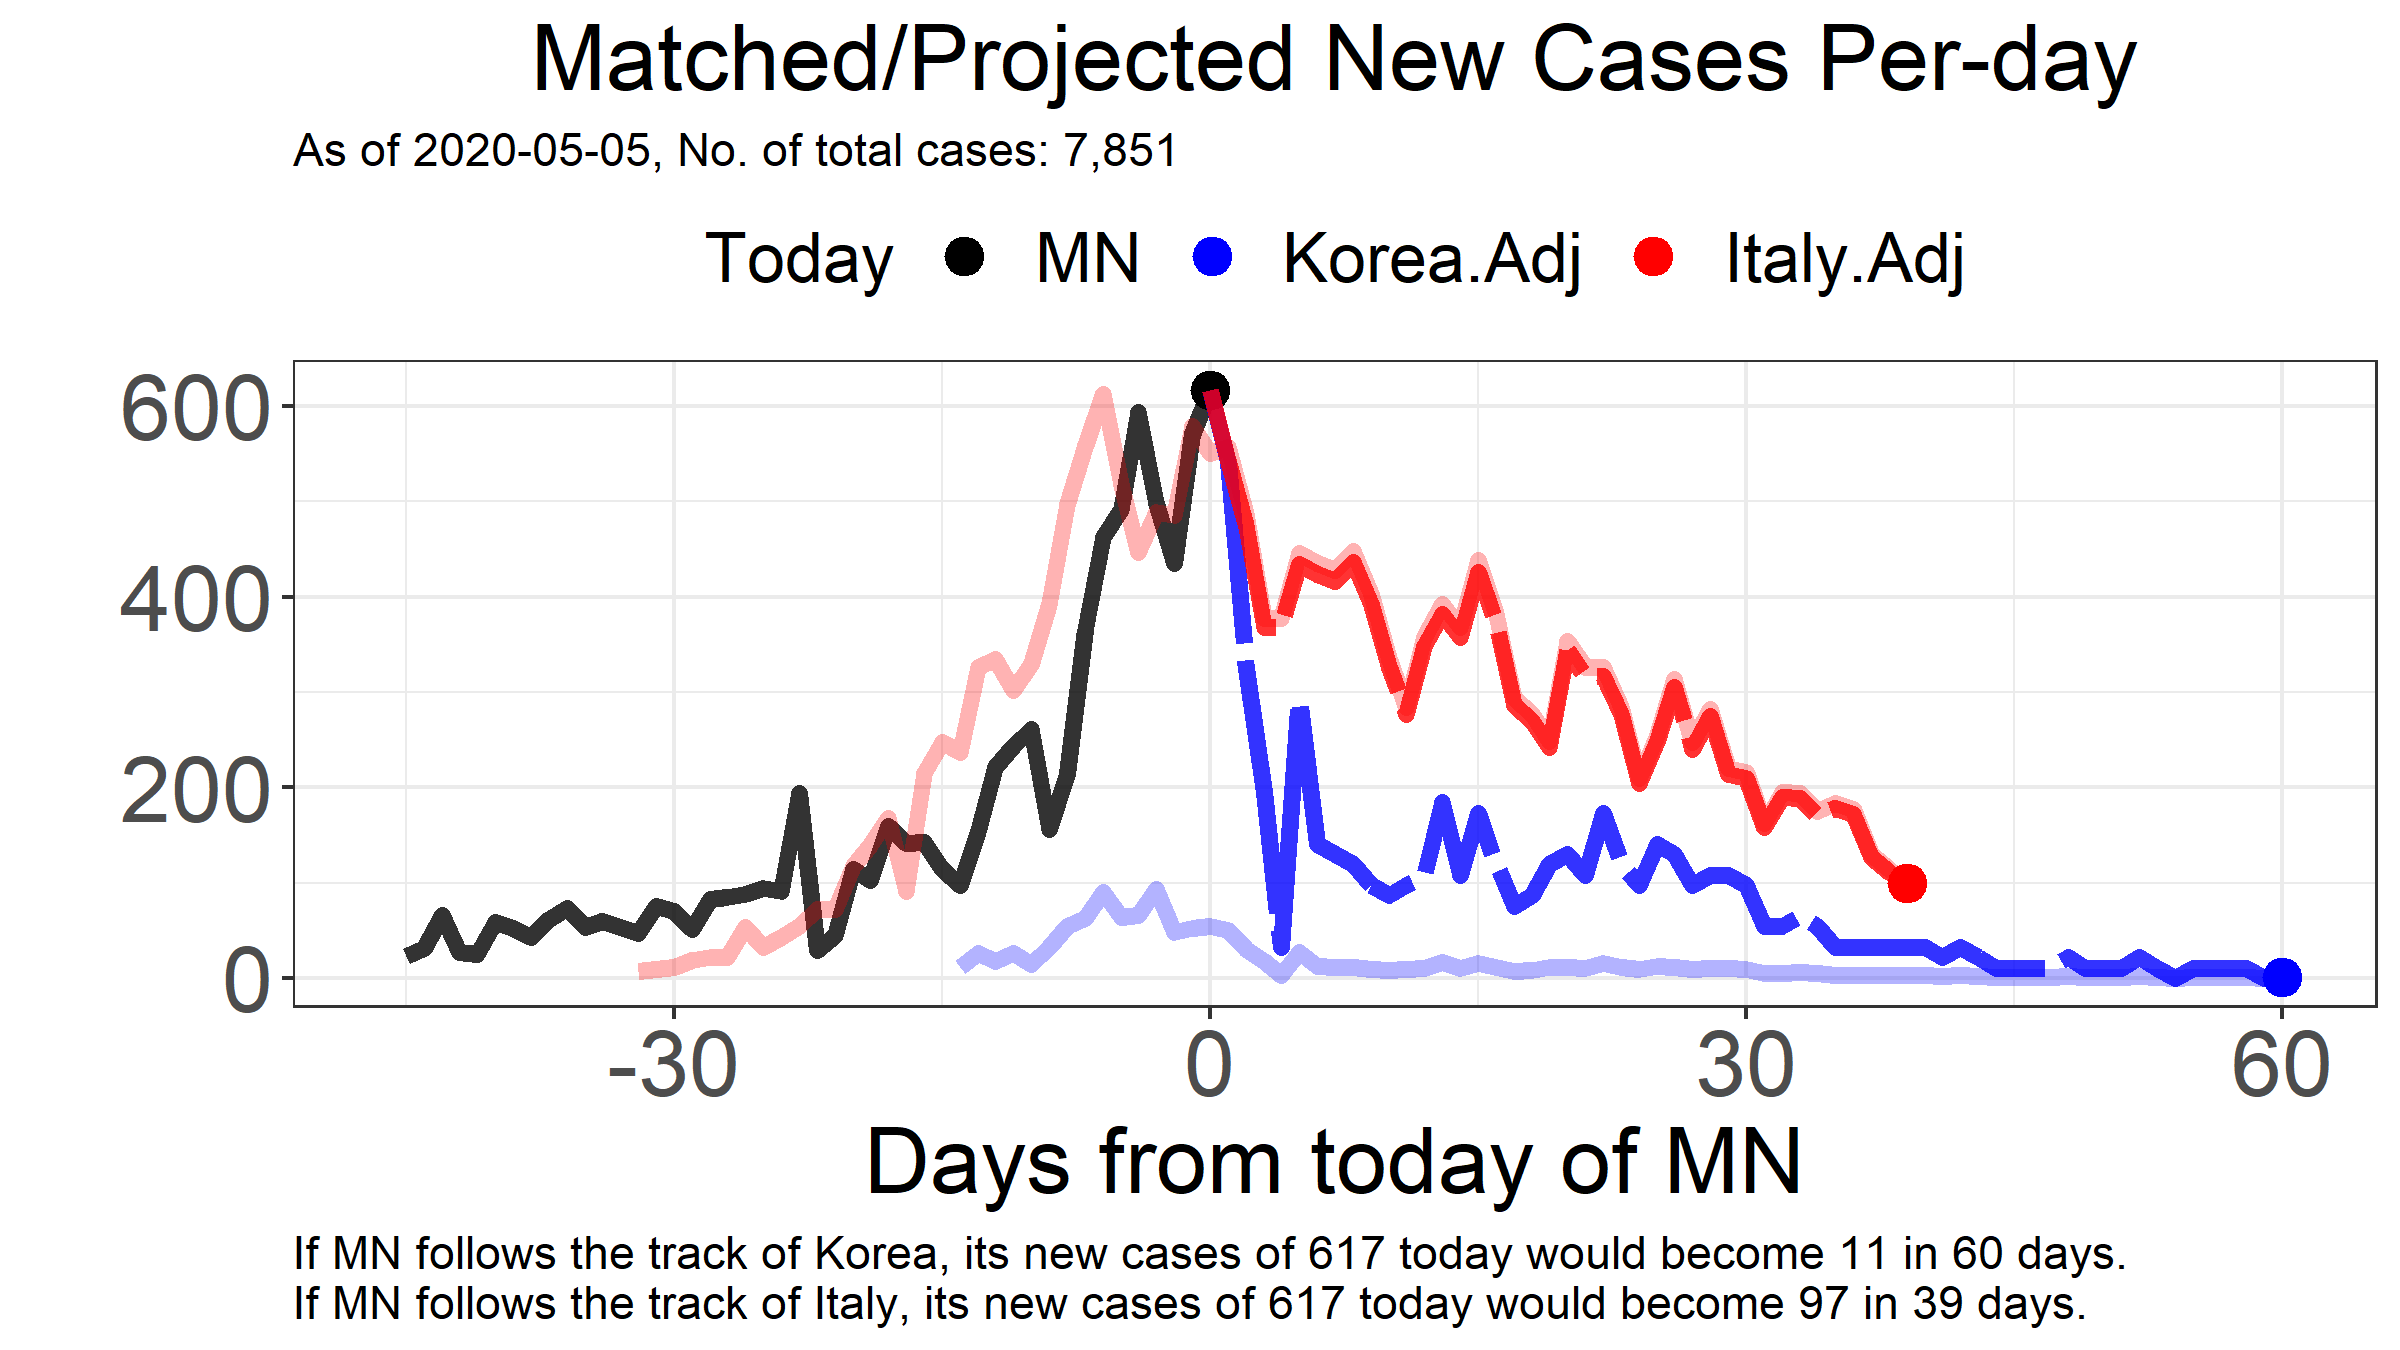 Matched/Projected New Cases Per-day
As of 2020-05-05, No. of total cases: 7,851
Today MN Korea.Adj Italy.Adj
600
400
200
0
-30 0 30 60
Days from today of MN
If MN follows the track of Korea, its new cases of 617 today would become 11 in 60 days.
If MN follows the track of Italy, its new cases of 617 today would become 97 in 39 days.